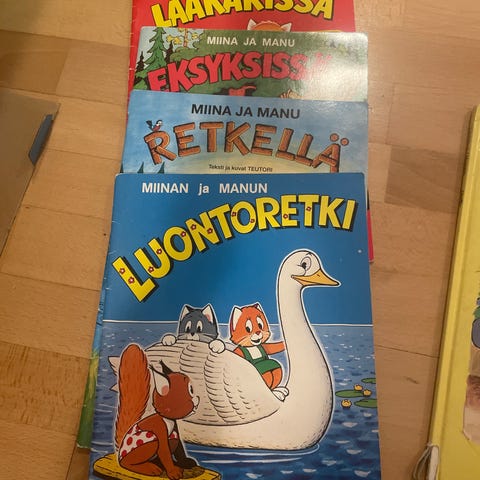 LÄÄKÄRISSÄ
MIINA JA MANU
EKSYKSISSÄ
MIINA JA MANU
RETKELLÄ
Teksti ja kuvat TEUTORI
MIINAN ja MANUN
LUONTORETKI